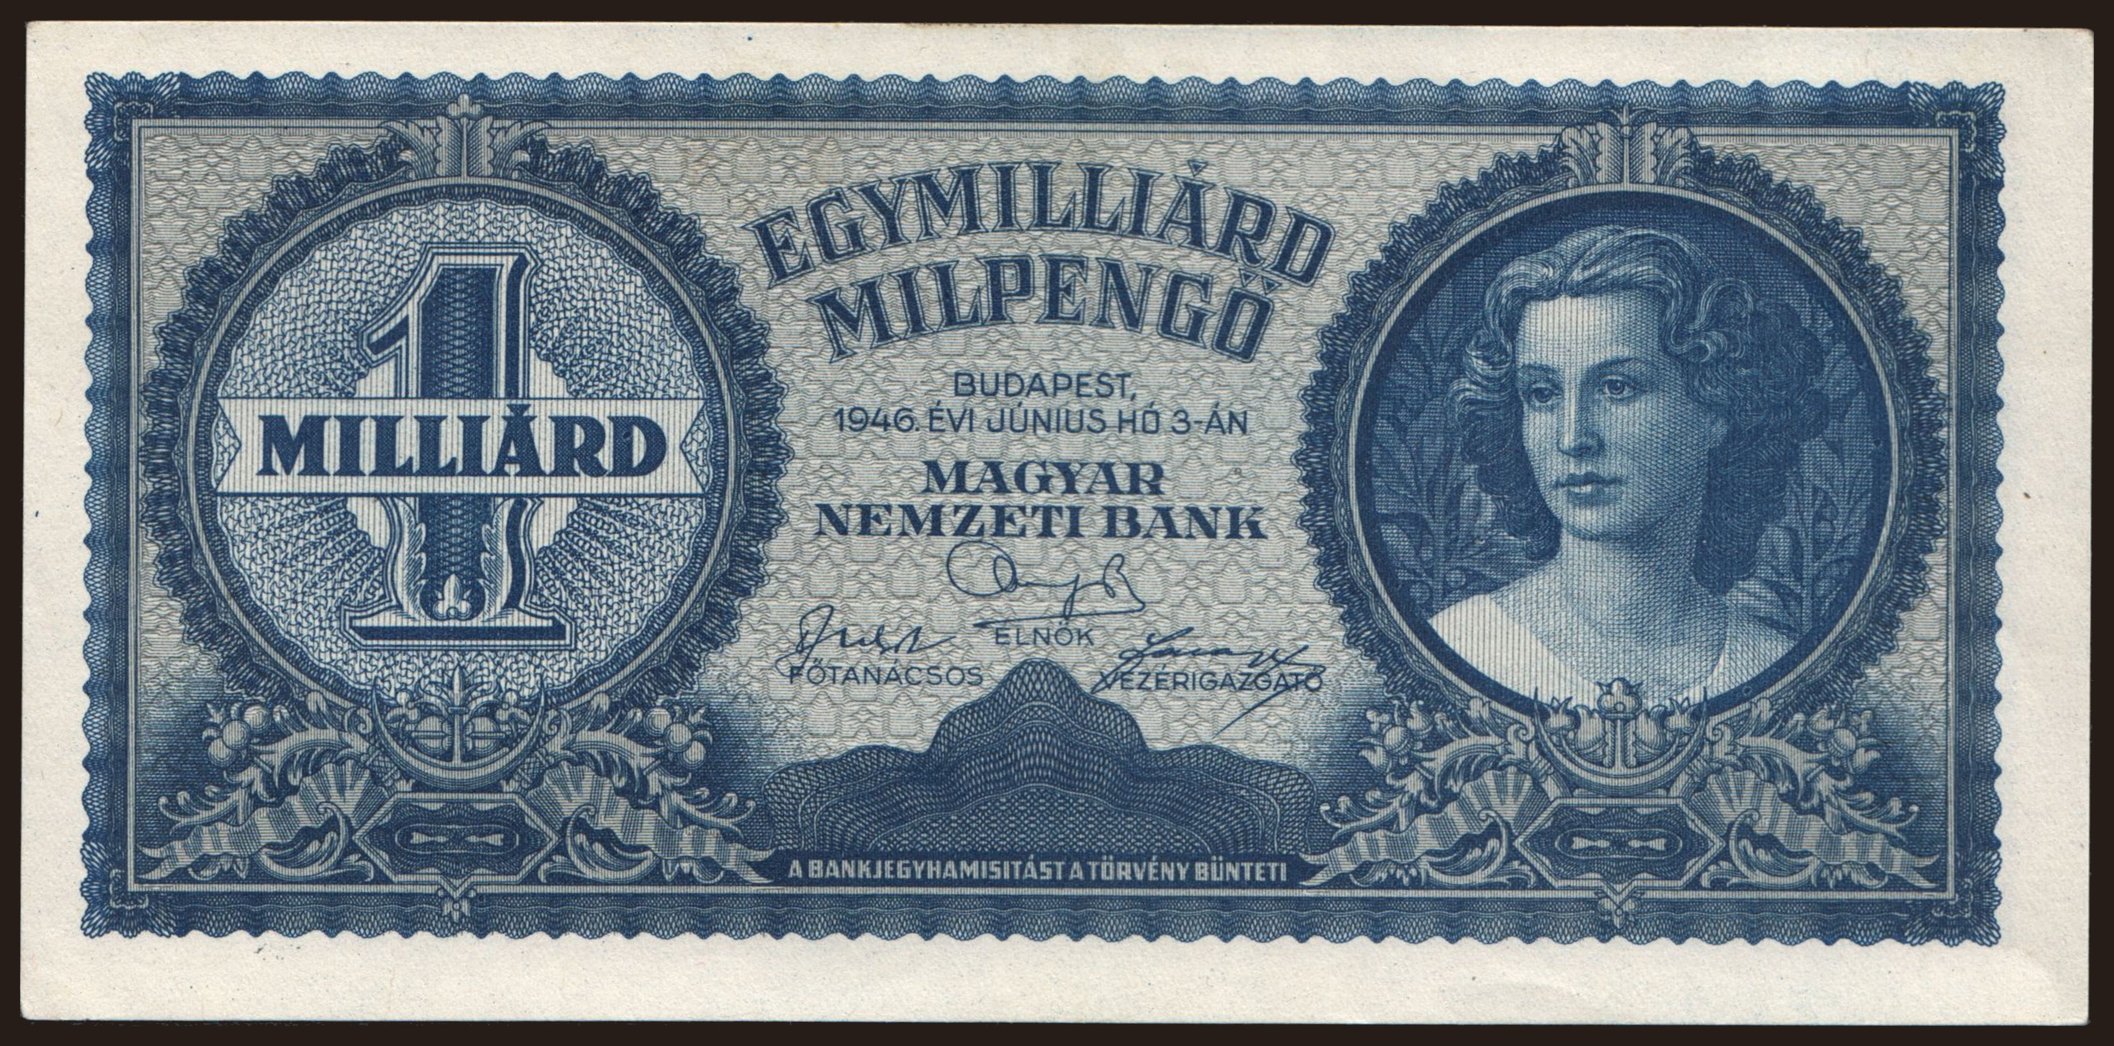 EGYMILLIÁRD
MILPENGŐ
1
MILLIÁRD
BUDAPEST,
1946. ÉVI JÚNIUS HÓ 3-ÁN
MAGYAR
NEMZETI BANK
ELNÖK
FŐTANÁCSOS
VEZÉRIGAZGATÓ
A BANKJEGYHAMISITÁST A TÖRVÉNY BÜNTETI